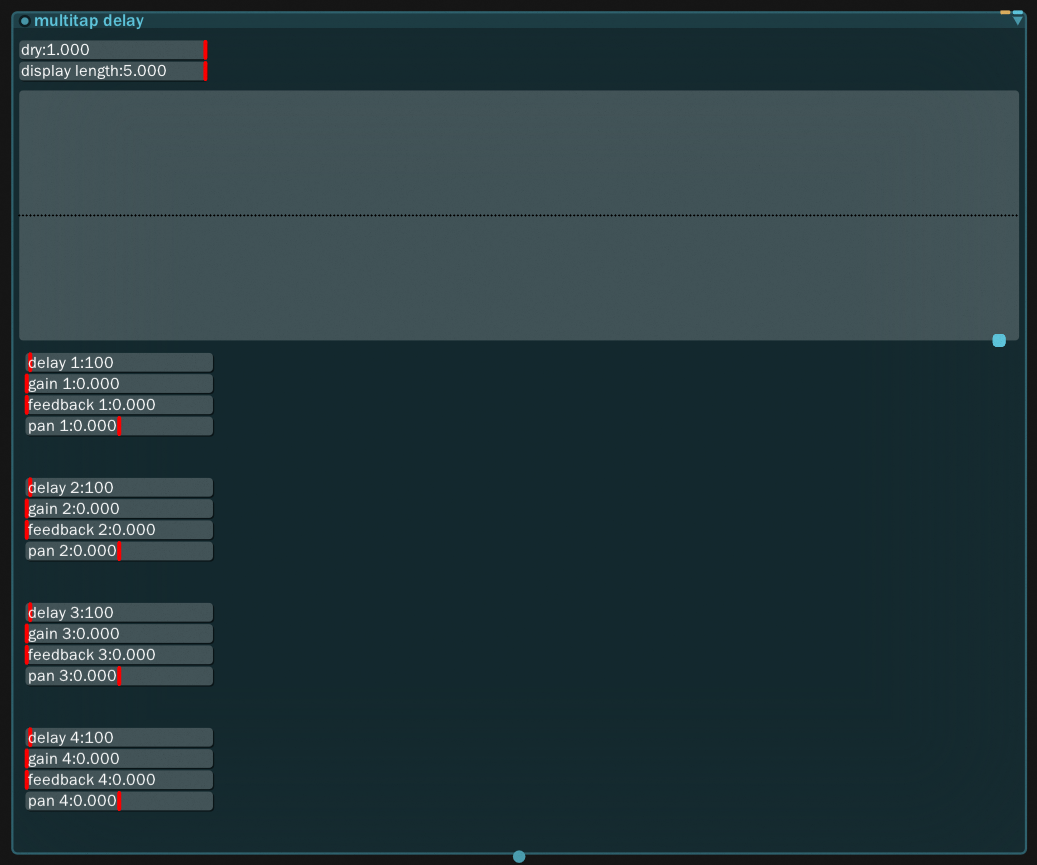 multitap delay
dry:1.000
display length:5.000
delay 1:100
gain 1:0.000
feedback 1:0.000
pan 1:0.000
delay 2:100
gain 2:0.000
feedback 2:0.000
pan 2:0.000
delay 3:100
gain 3:0.000
feedback 3:0.000
pan 3:0.000
delay 4:100
gain 4:0.000
feedback 4:0.000
pan 4:0.000